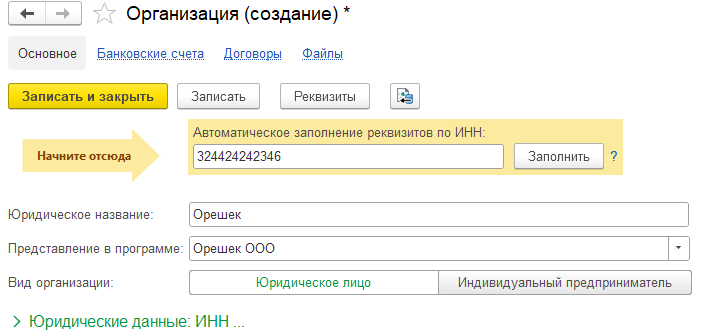 Организация (создание) *
Основное Банковские счета Договоры Файлы
Записать и закрыть Записать Реквизиты
Автоматическое заполнение реквизитов по ИНН:
Начните отсюда 324424242346 Заполнить ?
Юридическое название: Орешек
Представление в программе: Орешек ООО
Вид организации: Юридическое лицо Индивидуальный предприниматель
Юридические данные: ИНН ...